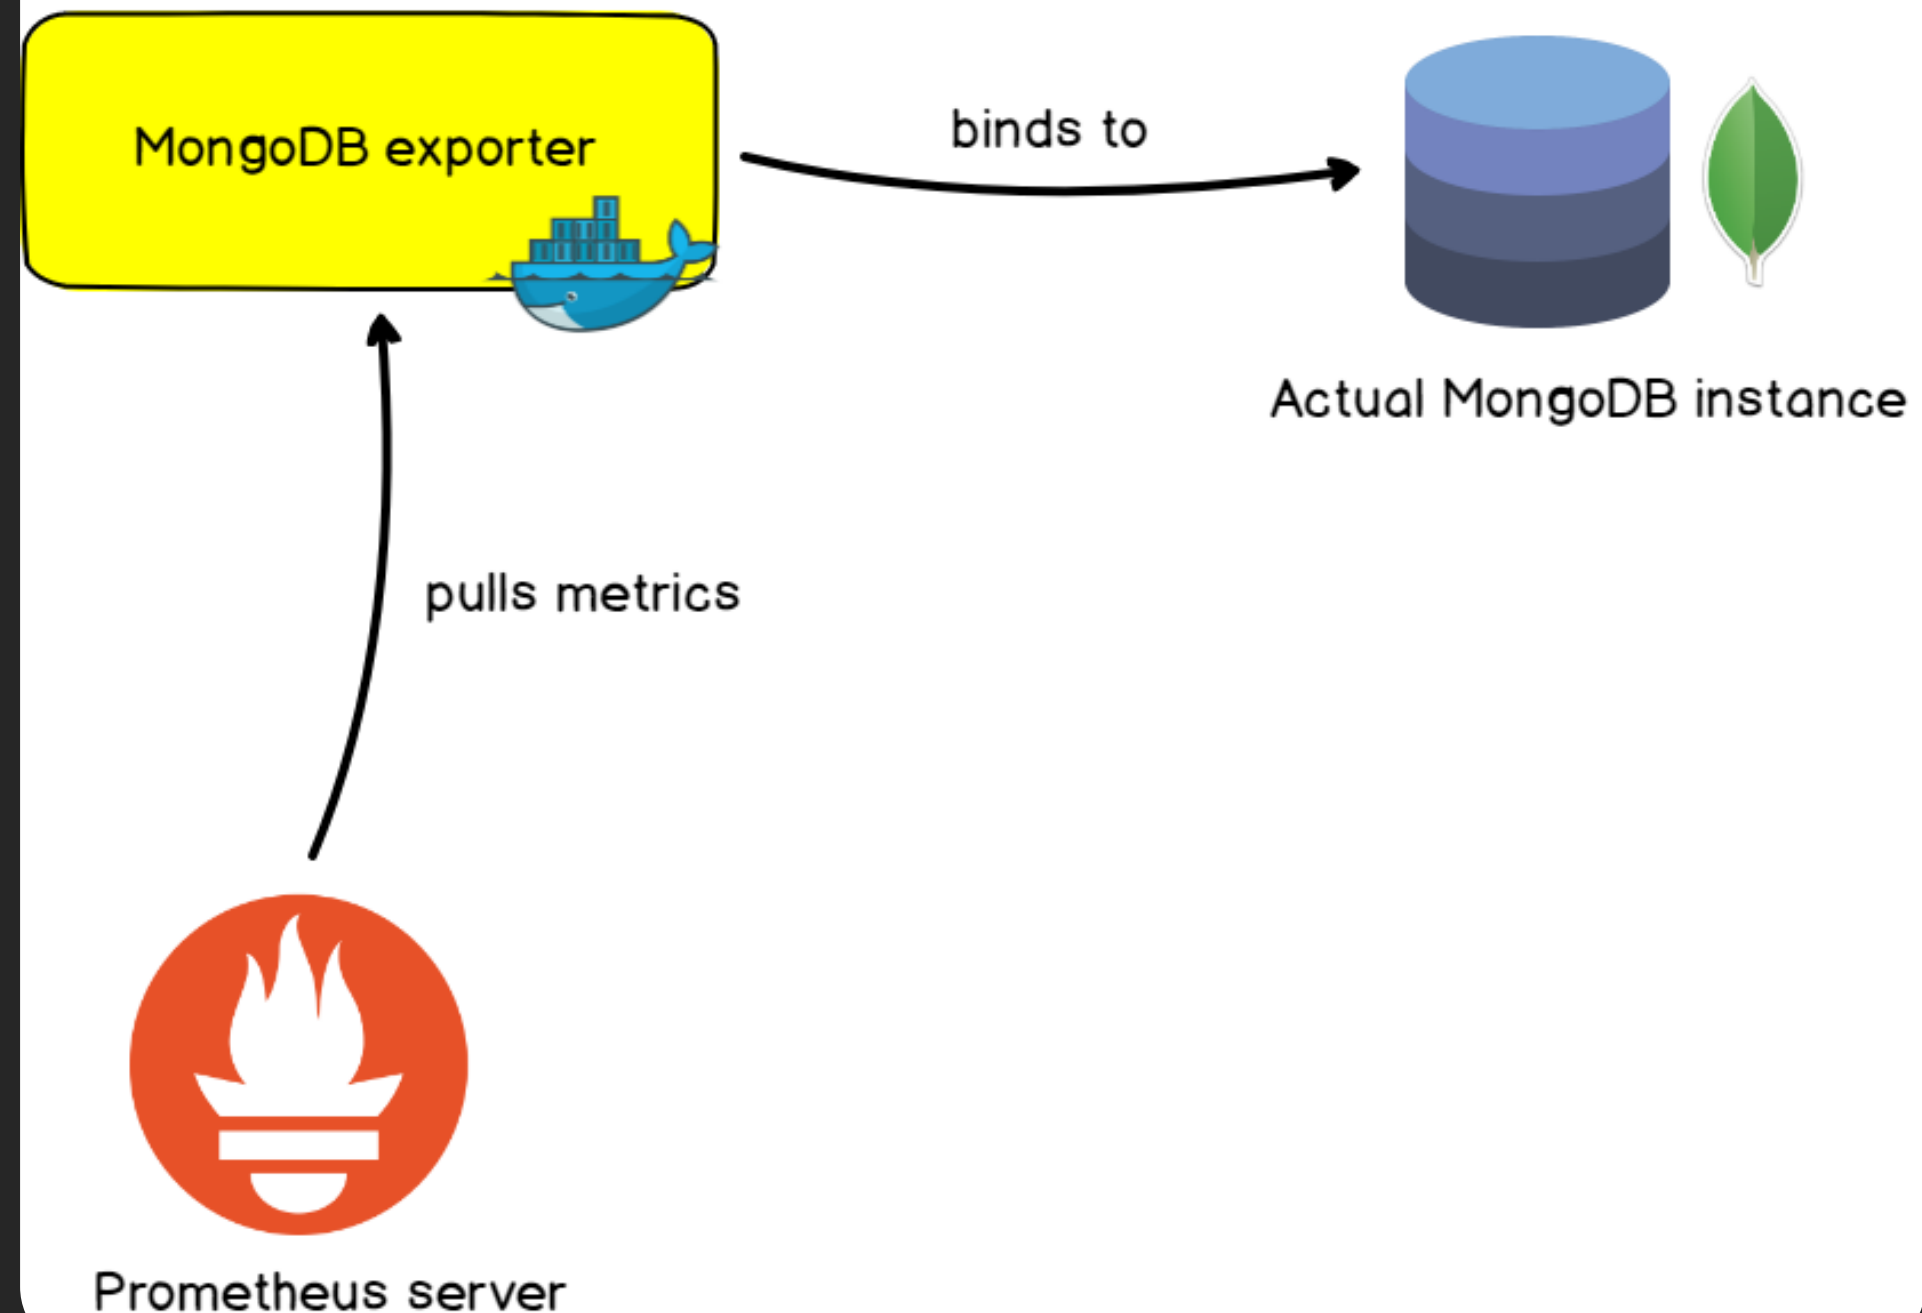 MongoDB exporter
binds to
Actual MongoDB instance
pulls metrics
Prometheus server